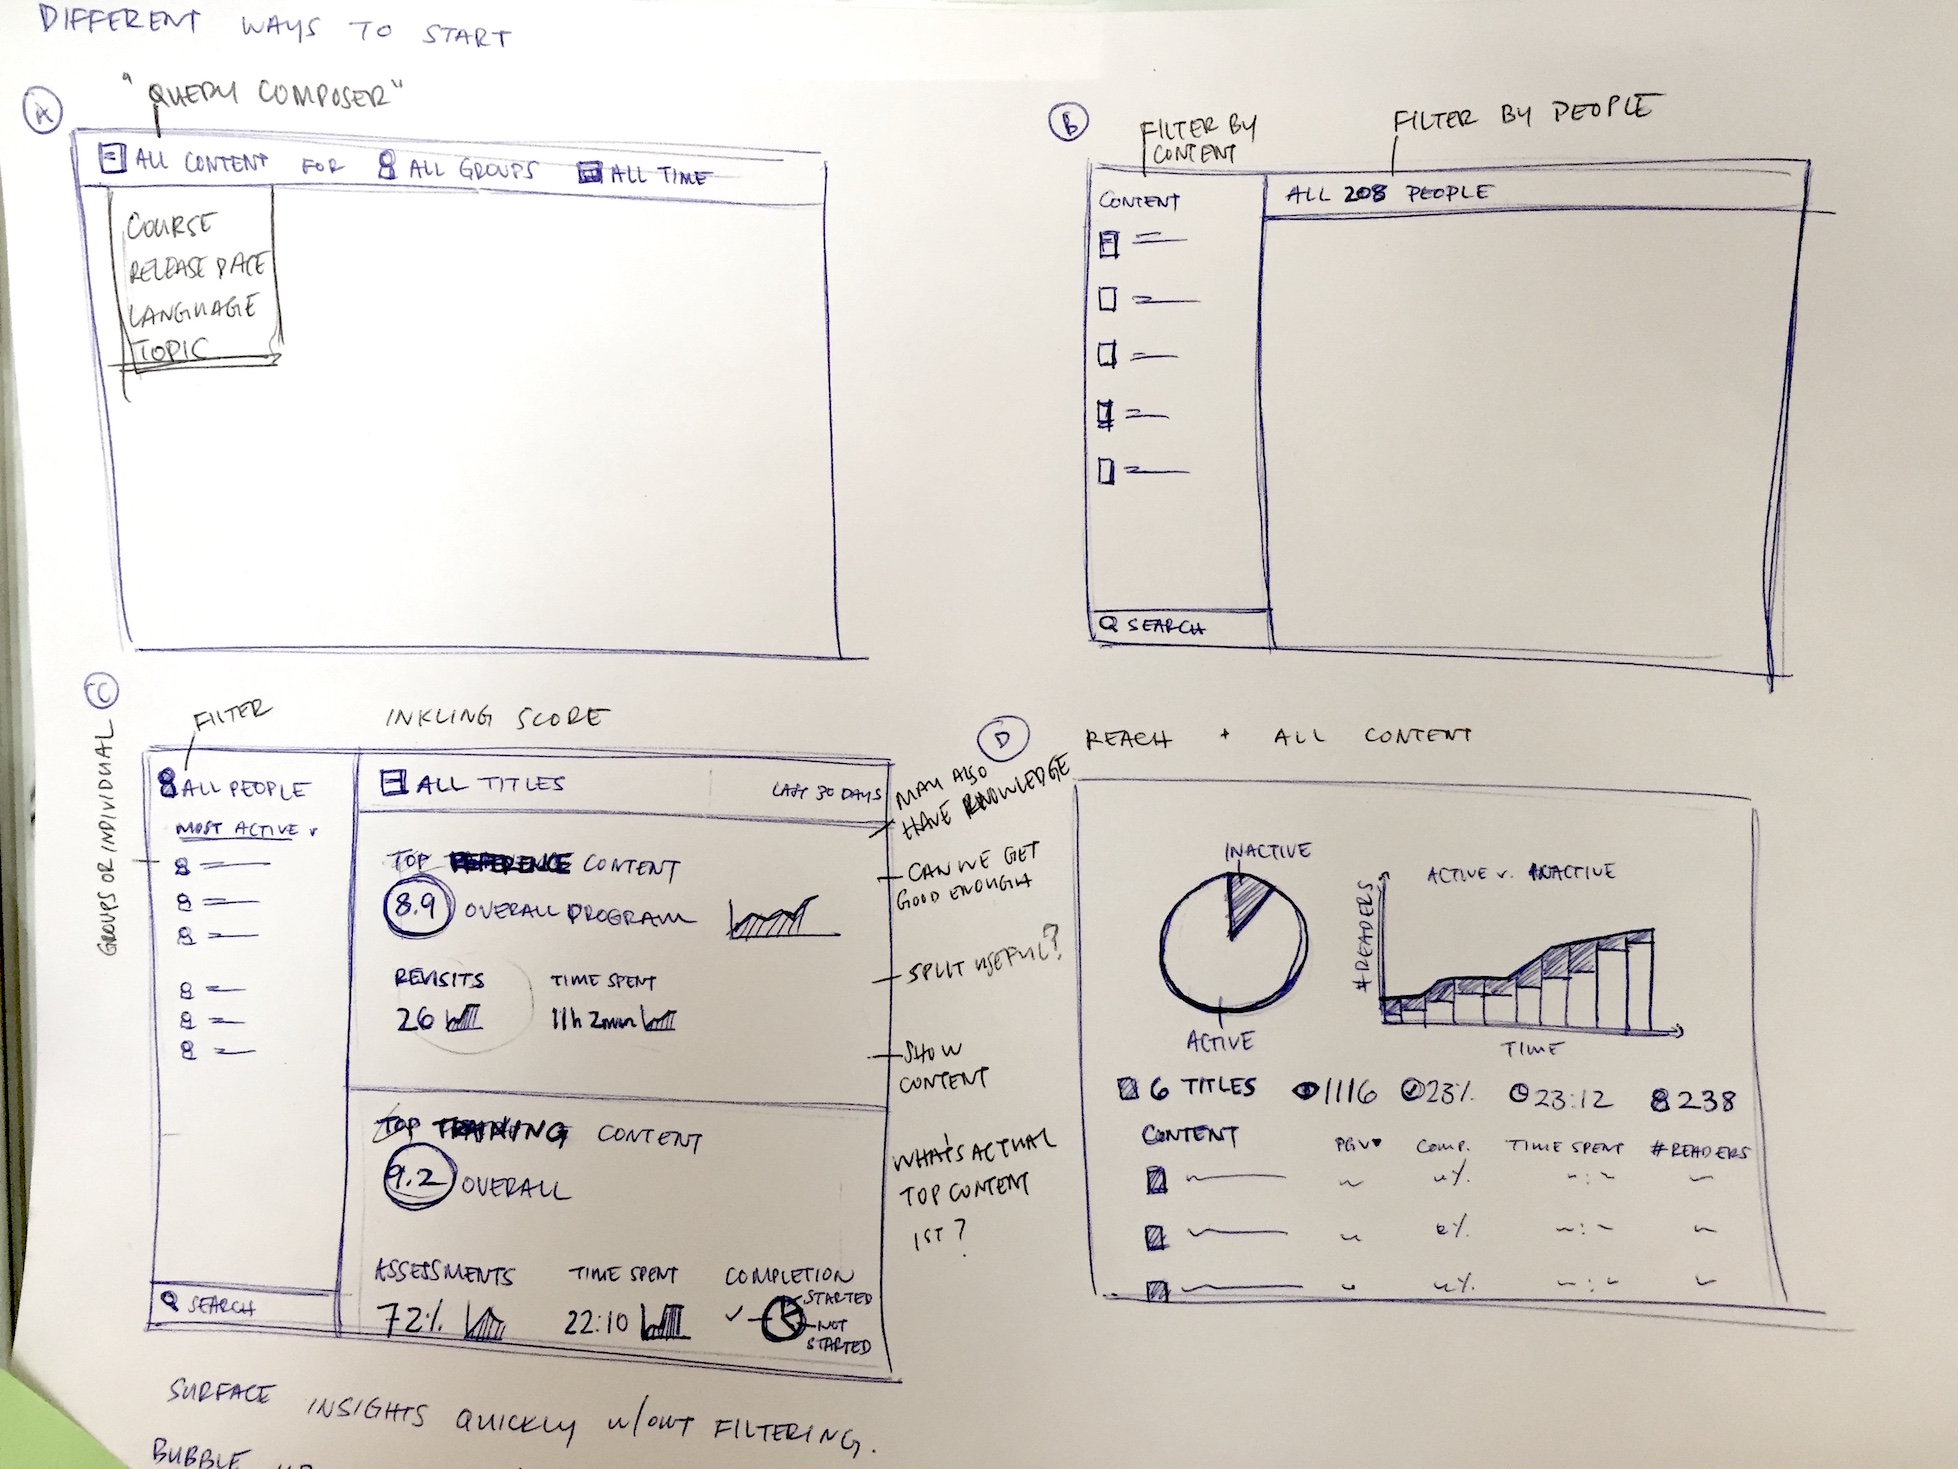 DIFFERENT WAYS TO START
A
"QUERY COMPOSER"
ALL CONTENT FOR ALL GROUPS ALL TIME
COURSE
RELEASE DATE
LANGUAGE
TOPIC
B
FILTER BY
CONTENT
FILTER BY PEOPLE
CONTENT
ALL 208 PEOPLE
SEARCH
C
FILTER
INKLING SCORE
GROUPS OR INDIVIDUAL
ALL PEOPLE
MOST ACTIVE
SEARCH
ALL TITLES
LAST 30 DAYS
TOP REFERENCE CONTENT
8.9 OVERALL PROGRAM
REVISITS TIME SPENT
26 11h 2min
TOP TRAINING CONTENT
9.2 OVERALL
ASSESSMENTS TIME SPENT COMPLETION
72% 22:10
STARTED
NOT
STARTED
MAY ALSO
HAVE KNOWLEDGE
CAN WE GET
GOOD ENOUGH
SPLIT USEFUL?
SHOW
CONTENT
WHAT'S ACTUAL
TOP CONTENT
1ST?
D
REACH + ALL CONTENT
INACTIVE
ACTIVE
ACTIVE v. INACTIVE
#READERS
TIME
6 TITLES 1116 23% 23:12 238
CONTENT PGV COMP. TIME SPENT #READERS
%
%
%
SURFACE INSIGHTS QUICKLY w/out FILTERING.
BUBBLE UP